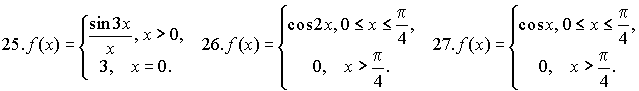 25. f(x) = { sin3x/x, x > 0, 3, x = 0.
26. f(x) = { cos2x, 0 ≤ x ≤ π/4, 0, x > π/4.
27. f(x) = { cosx, 0 ≤ x ≤ π/4, 0, x > π/4.